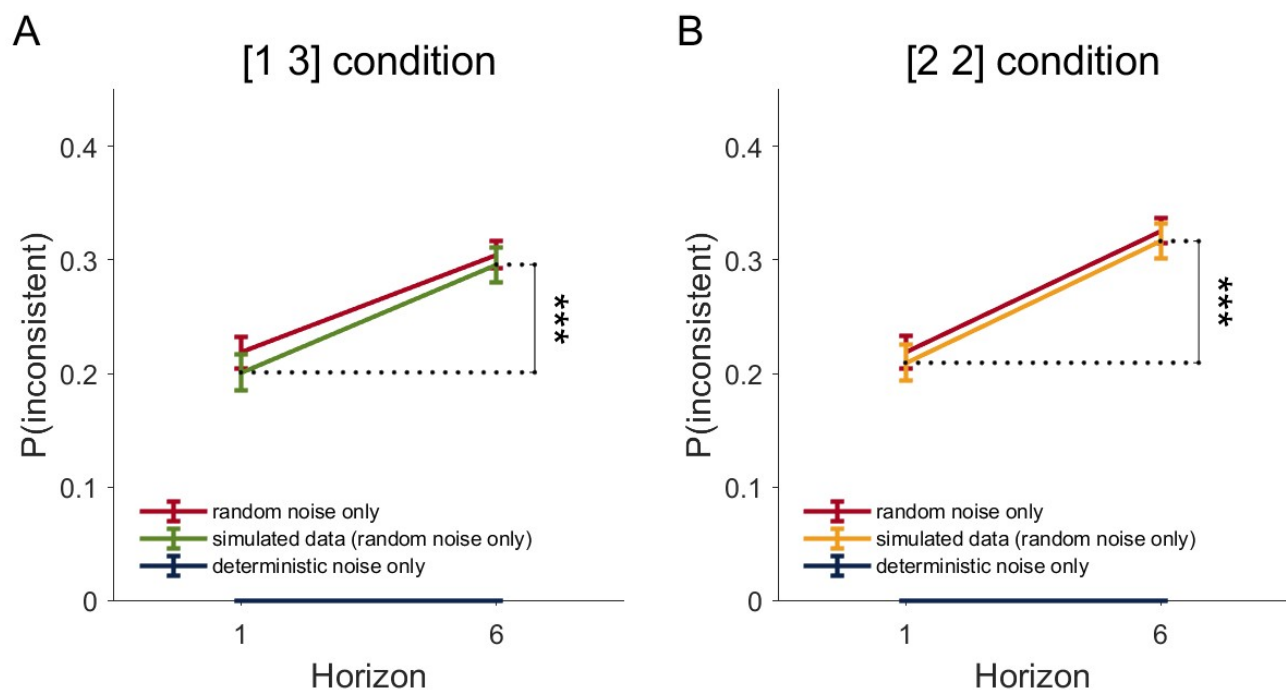 A
[1 3] condition
P(inconsistent)
0.4
0.3
0.2
0.1
0
***
random noise only
simulated data (random noise only)
deterministic noise only
1
6
Horizon
B
[2 2] condition
P(inconsistent)
0.4
0.3
0.2
0.1
0
***
random noise only
simulated data (random noise only)
deterministic noise only
1
6
Horizon